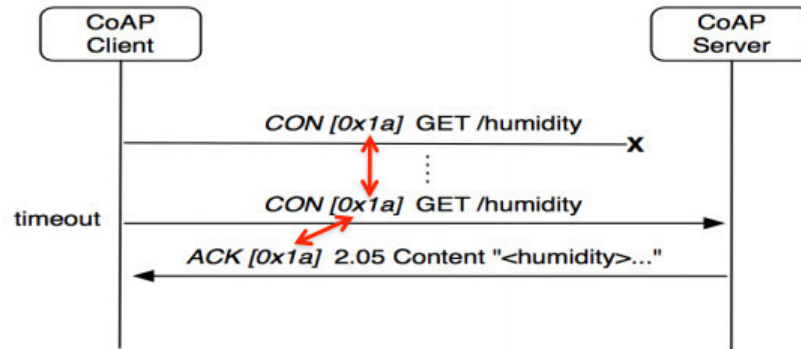 CoAP
Client
CoAP
Server
CON [0x1a] GET /humidity
x
timeout
CON [0x1a] GET /humidity
ACK [0x1a] 2.05 Content "<humidity>..."